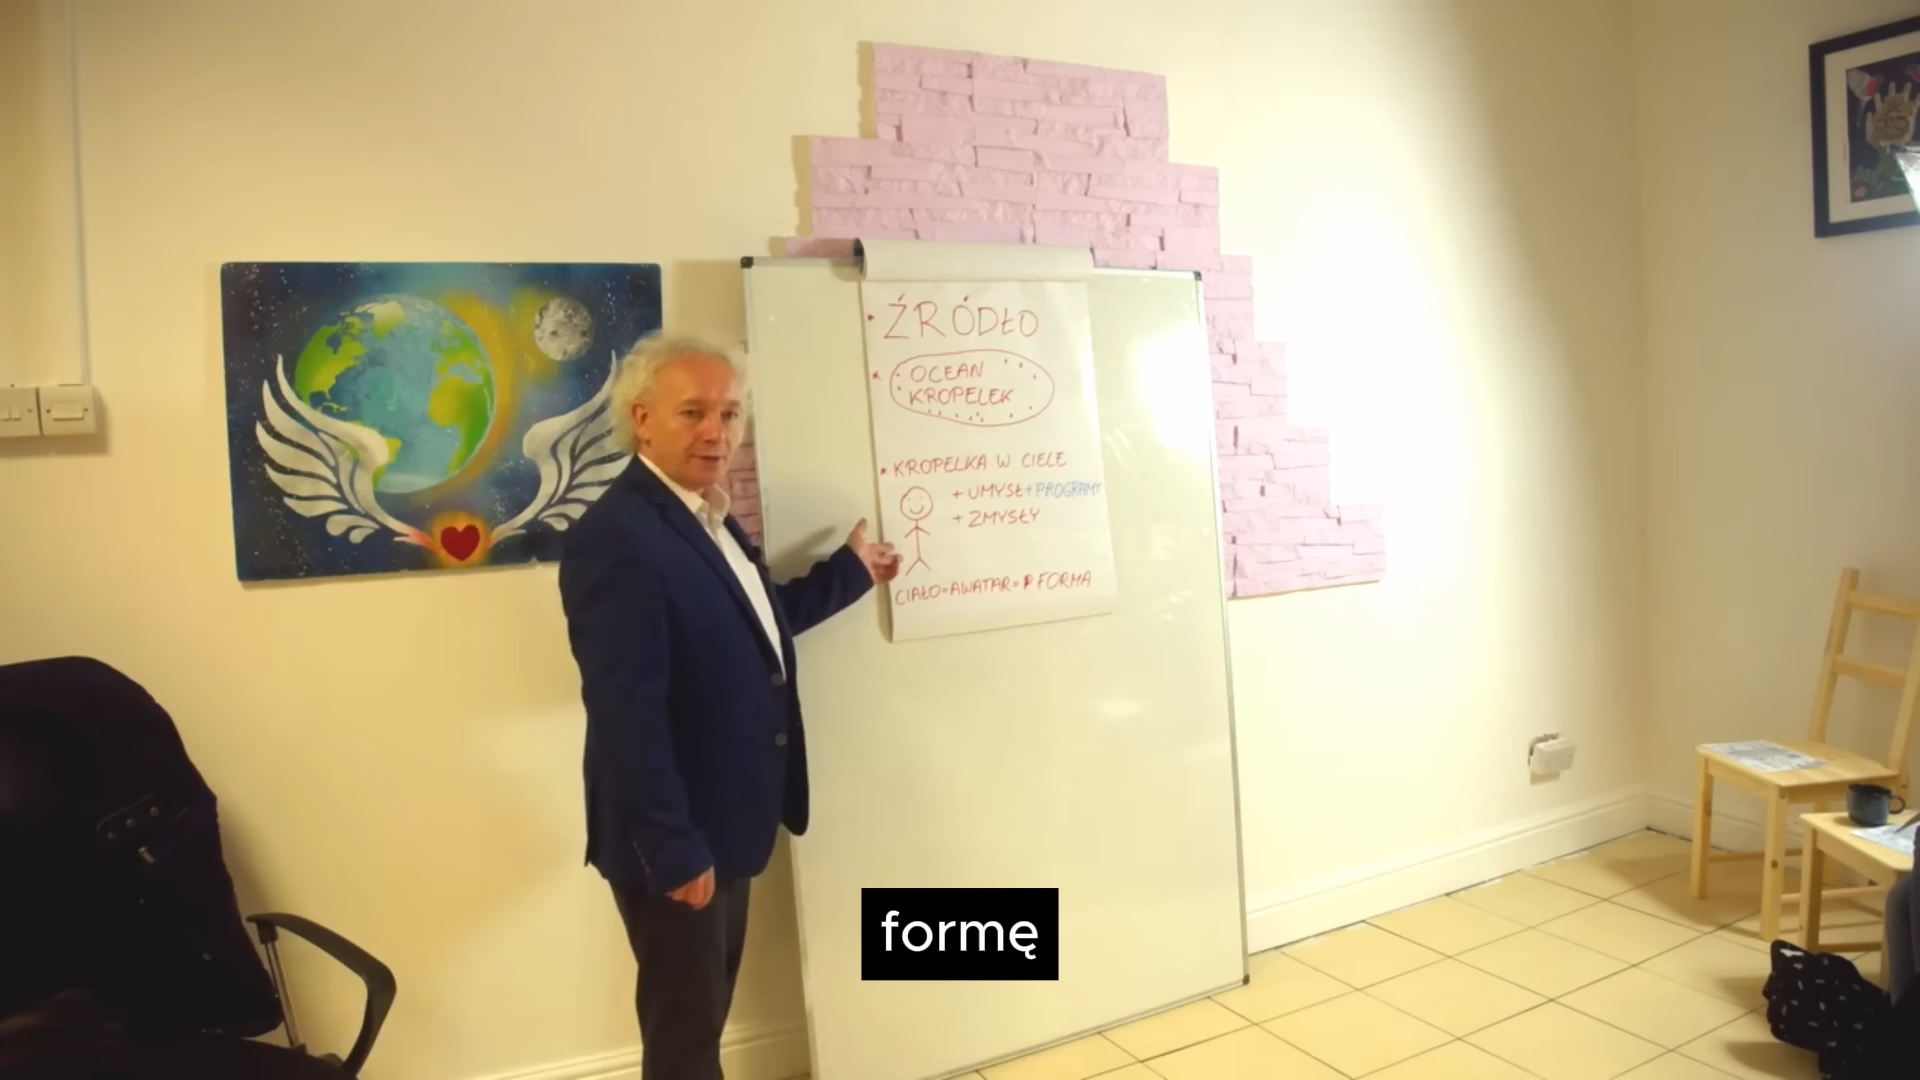 ŹRÓDŁO
OCEAN
KROPELEK
KROPELKA W CIELE
+ UMYSŁ + PROGRAMY
+ ZMYSŁY
CIAŁO = AWATAR = FORMA
formę